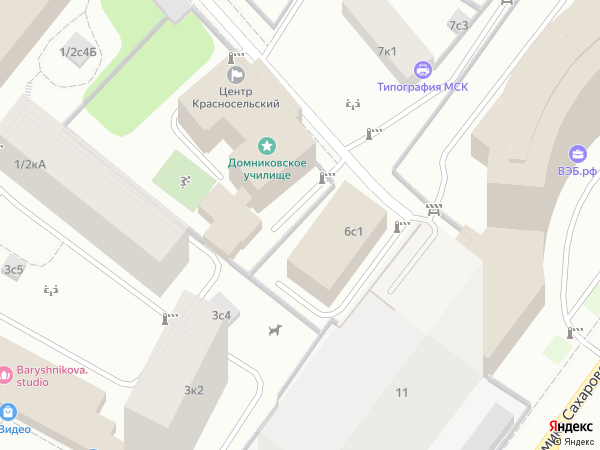 7с3
1/2с4Б
7к1
Типография МСК
Центр
Красносельский
Домниковское
училище
1/2кА
ВЭБ.рф
6с1
3с5
3с4
Baryshnikova.
studio
3к2
11
Видео
Сахарова
Яндекс
© Яндекс